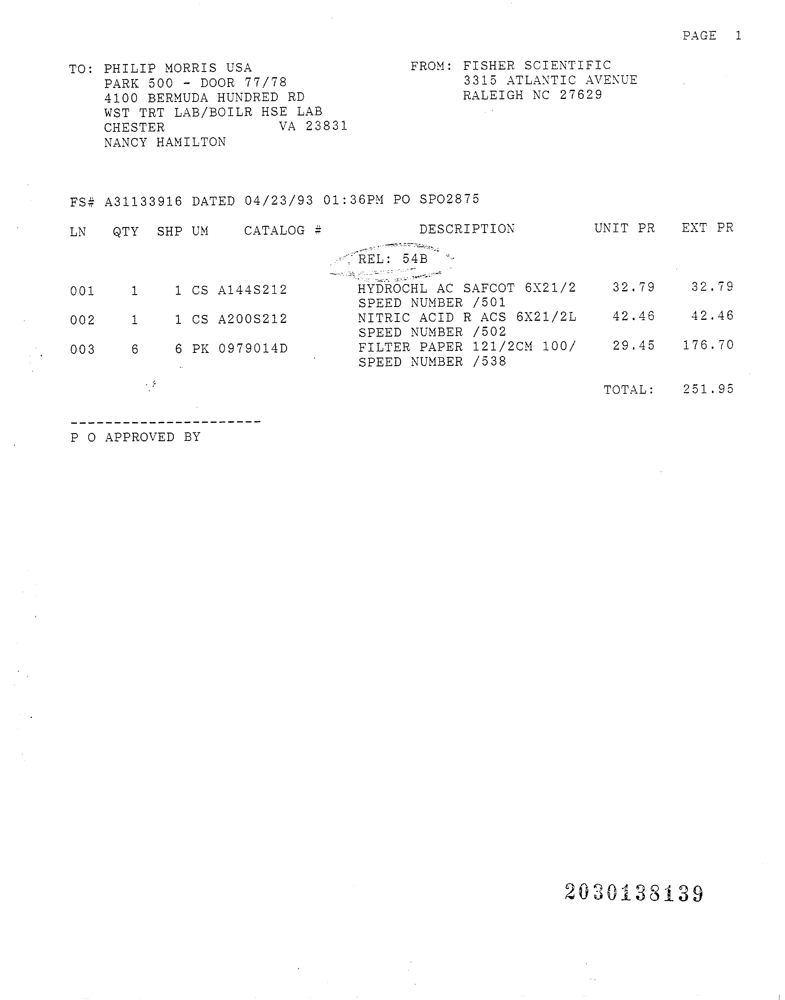 PAGE 1
TO: PHILIP MORRIS USA FROM: FISHER SCIENTIFIC
PARK 500 - DOOR 77/78 3315 ATLANTIC AVENUE
4100 BERMUDA HUNDRED RD RALEIGH NC 27629
WST TRT LAB/BOILR HSE LAB
CHESTER VA 23831
NANCY HAMILTON
FS# A31133916 DATED 04/23/93 01:36PM PO SPO2875
LN QTY SHP UM CATALOG # DESCRIPTION UNIT PR EXT PR
REL: 54B
001 1 1 CS A144S212 HYDROCHL AC SAFCOT 6X21/2 32.79 32.79
SPEED NUMBER /501
002 1 1 CS A200S212 NITRIC ACID R ACS 6X21/2L 42.46 42.46
SPEED NUMBER /502
003 6 6 PK 0979014D FILTER PAPER 121/2CM 100/ 29.45 176.70
SPEED NUMBER /538
TOTAL: 251.95
----------------------
P O APPROVED BY
2030138139